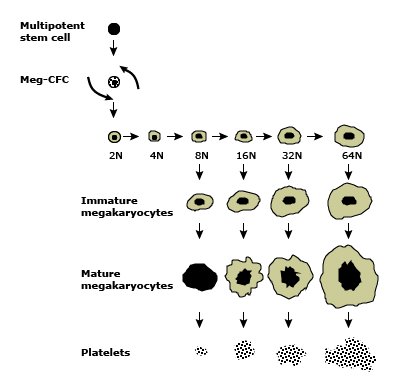 Multipotent
stem cell
Meg-CFC
2N 4N 8N 16N 32N 64N
Immature
megakaryocytes
Mature
megakaryocytes
Platelets